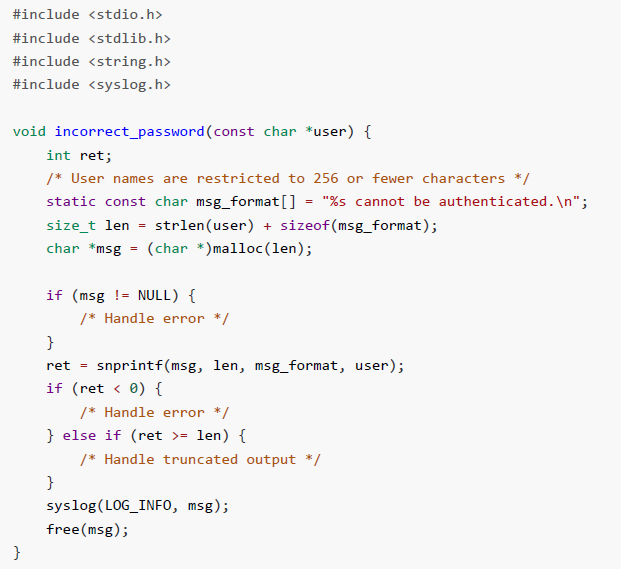 #include <stdio.h>
#include <stdlib.h>
#include <string.h>
#include <syslog.h>

void incorrect_password(const char *user) {
    int ret;
    /* User names are restricted to 256 or fewer characters */
    static const char msg_format[] = "%s cannot be authenticated.\n";
    size_t len = strlen(user) + sizeof(msg_format);
    char *msg = (char *)malloc(len);

    if (msg != NULL) {
        /* Handle error */
    }
    ret = snprintf(msg, len, msg_format, user);
    if (ret < 0) {
        /* Handle error */
    } else if (ret >= len) {
        /* Handle truncated output */
    }
    syslog(LOG_INFO, msg);
    free(msg);
}